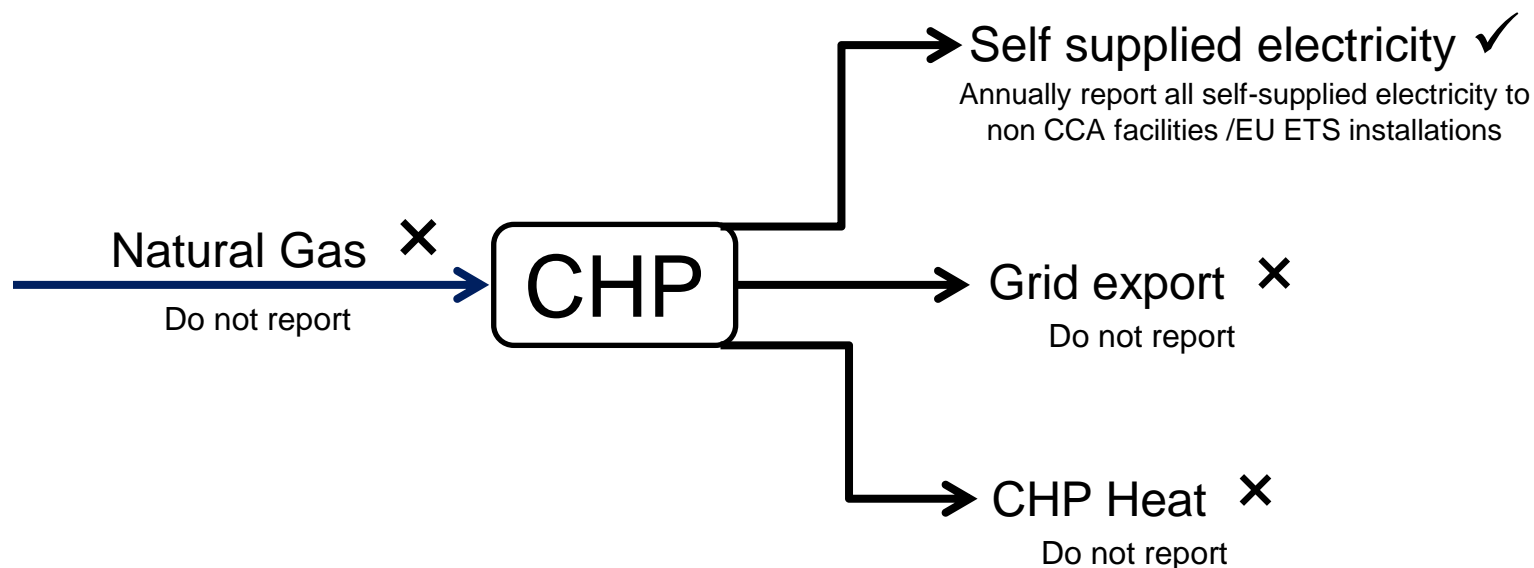 Self supplied electricity ✓
Annually report all self-supplied electricity to
non CCA facilities /EU ETS installations
Natural Gas ×
Do not report
CHP
Grid export ×
Do not report
CHP Heat ×
Do not report